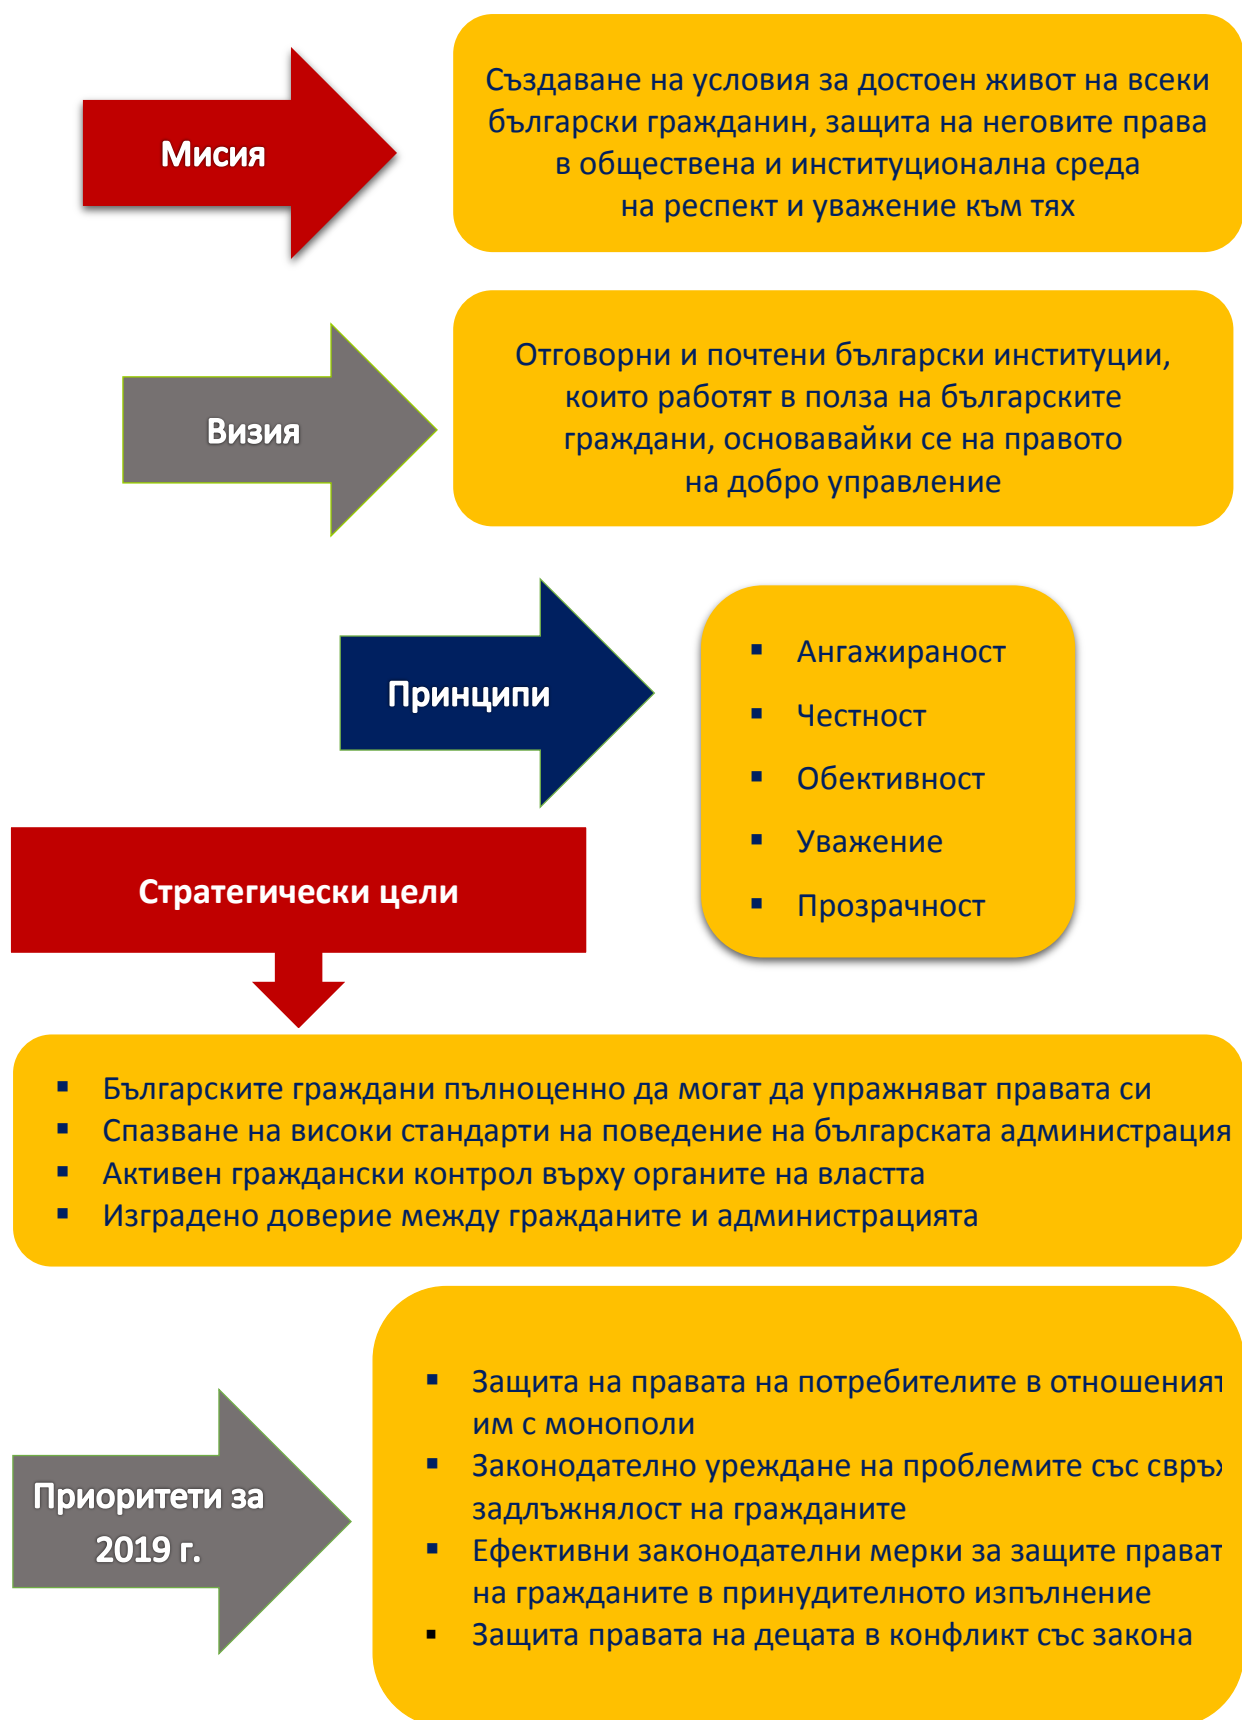 Мисия
Създаване на условия за достоен живот на всеки
български гражданин, защита на неговите права
в обществена и институционална среда
на респект и уважение към тях
Визия
Отговорни и почтени български институции,
които работят в полза на българските
граждани, основавайки се на правото
на добро управление
Принципи
▪ Ангажираност
▪ Честност
▪ Обективност
▪ Уважение
▪ Прозрачност
Стратегически цели
▪ Българските граждани пълноценно да могат да упражняват правата си
▪ Спазване на високи стандарти на поведение на българската администрация
▪ Активен граждански контрол върху органите на властта
▪ Изградено доверие между гражданите и администрацията
Приоритети за
2019 г.
▪ Защита на правата на потребителите в отношеният
им с монополи
▪ Законодателно уреждане на проблемите със свръх
задлъжнялост на гражданите
▪ Ефективни законодателни мерки за защите прават
на гражданите в принудителното изпълнение
▪ Защита правата на децата в конфликт със закона